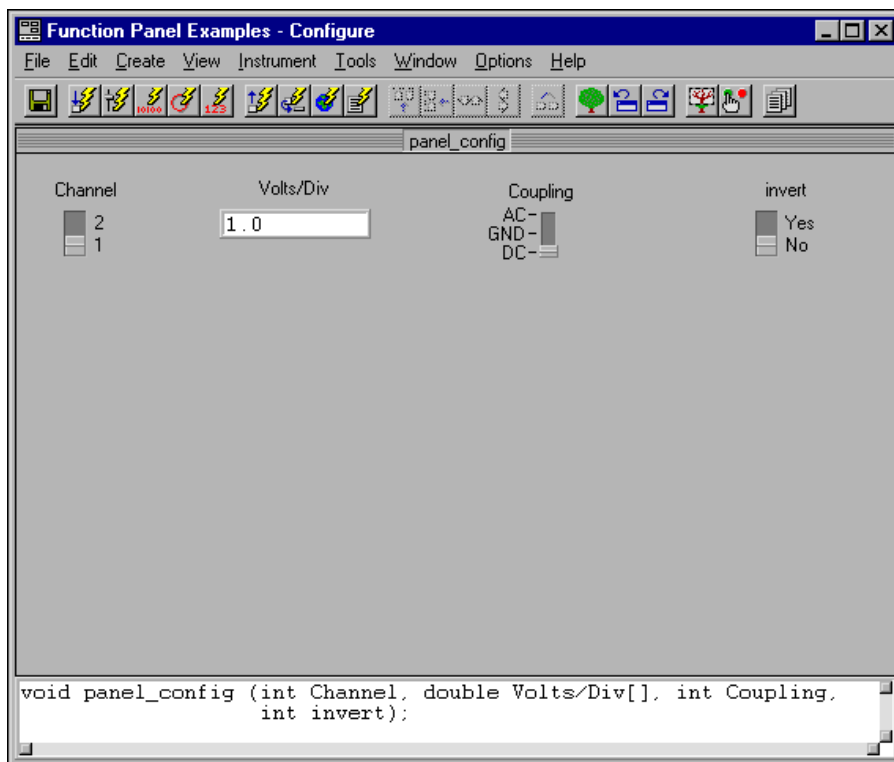 Function Panel Examples - Configure
File Edit Create View Instrument Tools Window Options Help
10100
123
panel_config
Channel
2
1
Volts/Div
1.0
Coupling
AC
GND
DC
invert
Yes
No
void panel_config (int Channel, double Volts/Div[], int Coupling,
int invert);